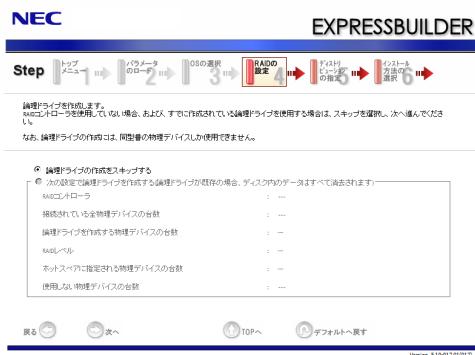 NEC
EXPRESSBUILDER
Step
トップメニュー
パラメータのロード 2
OSの選択 3
RAIDの設定 4
ディストリビューションの指定 5
インストール方法の選択 6
論理ドライブを作成します。
RAIDコントローラを使用していない場合、および、すでに作成されている論理ドライブを使用する場合は、スキップを選択し、次へ進んでください。
なお、論理ドライブの作成には、同型番の物理デバイスしか使用できません。
論理ドライブの作成をスキップする
次の設定で論理ドライブを作成する(論理ドライブが既存の場合、ディスク内のデータはすべて消去されます)
RAIDコントローラ : ---
接続されている全物理デバイスの台数 : ---
論理ドライブを作成する物理デバイスの台数 : ---
RAIDレベル : ---
ホットスペアに指定される物理デバイスの台数 : ---
使用しない物理デバイスの台数 : ---
戻る
次へ
TOPへ
デフォルトへ戻す